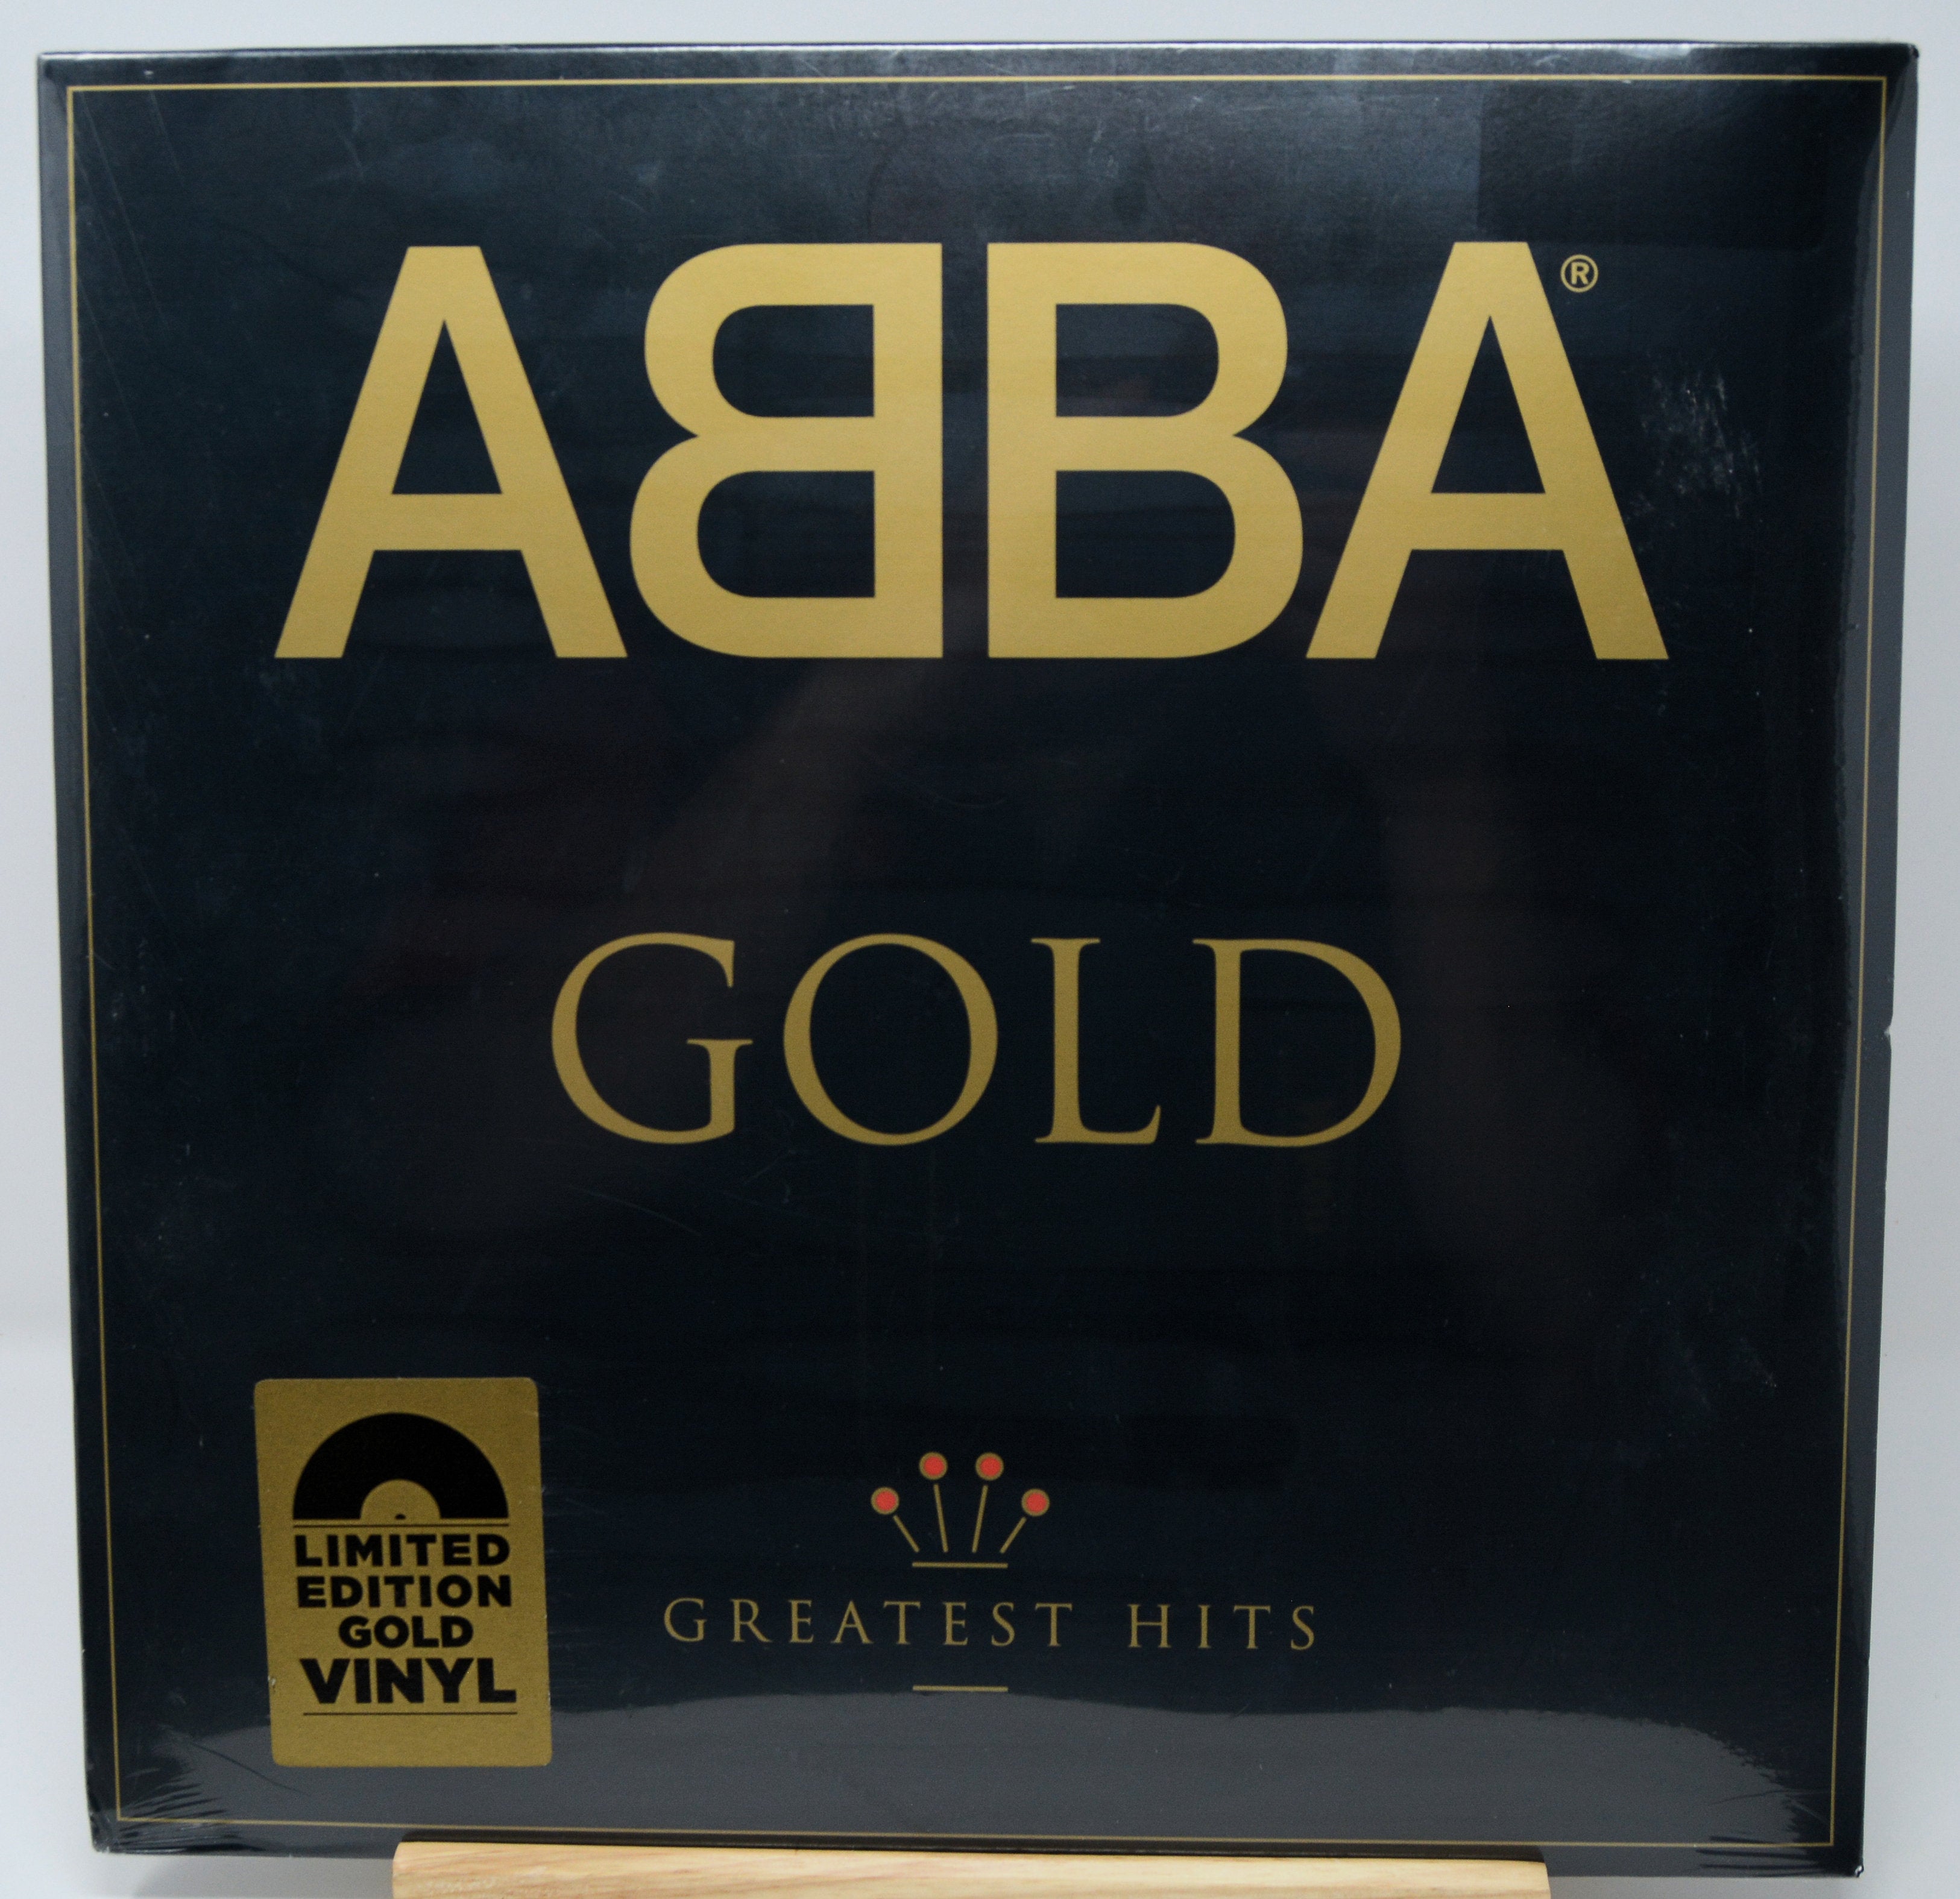 ABBA®
GOLD
LIMITED
EDITION
GOLD
VINYL
GREATEST HITS